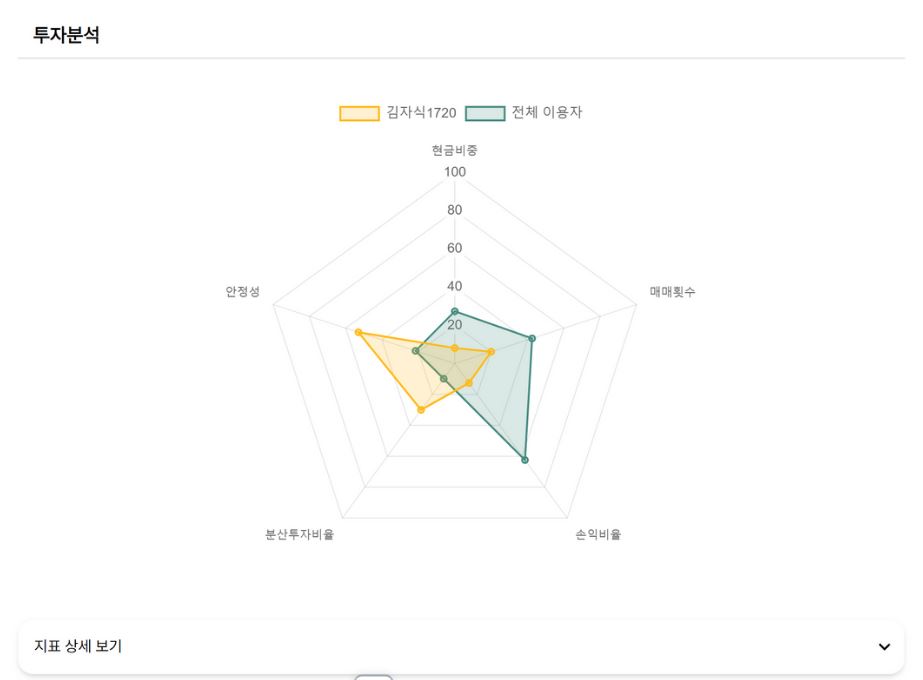 투자분석
김자식1720 전체 이용자
현금비중
100
80
60
40
20
안정성
매매횟수
분산투자비율
손익비율
지표 상세 보기